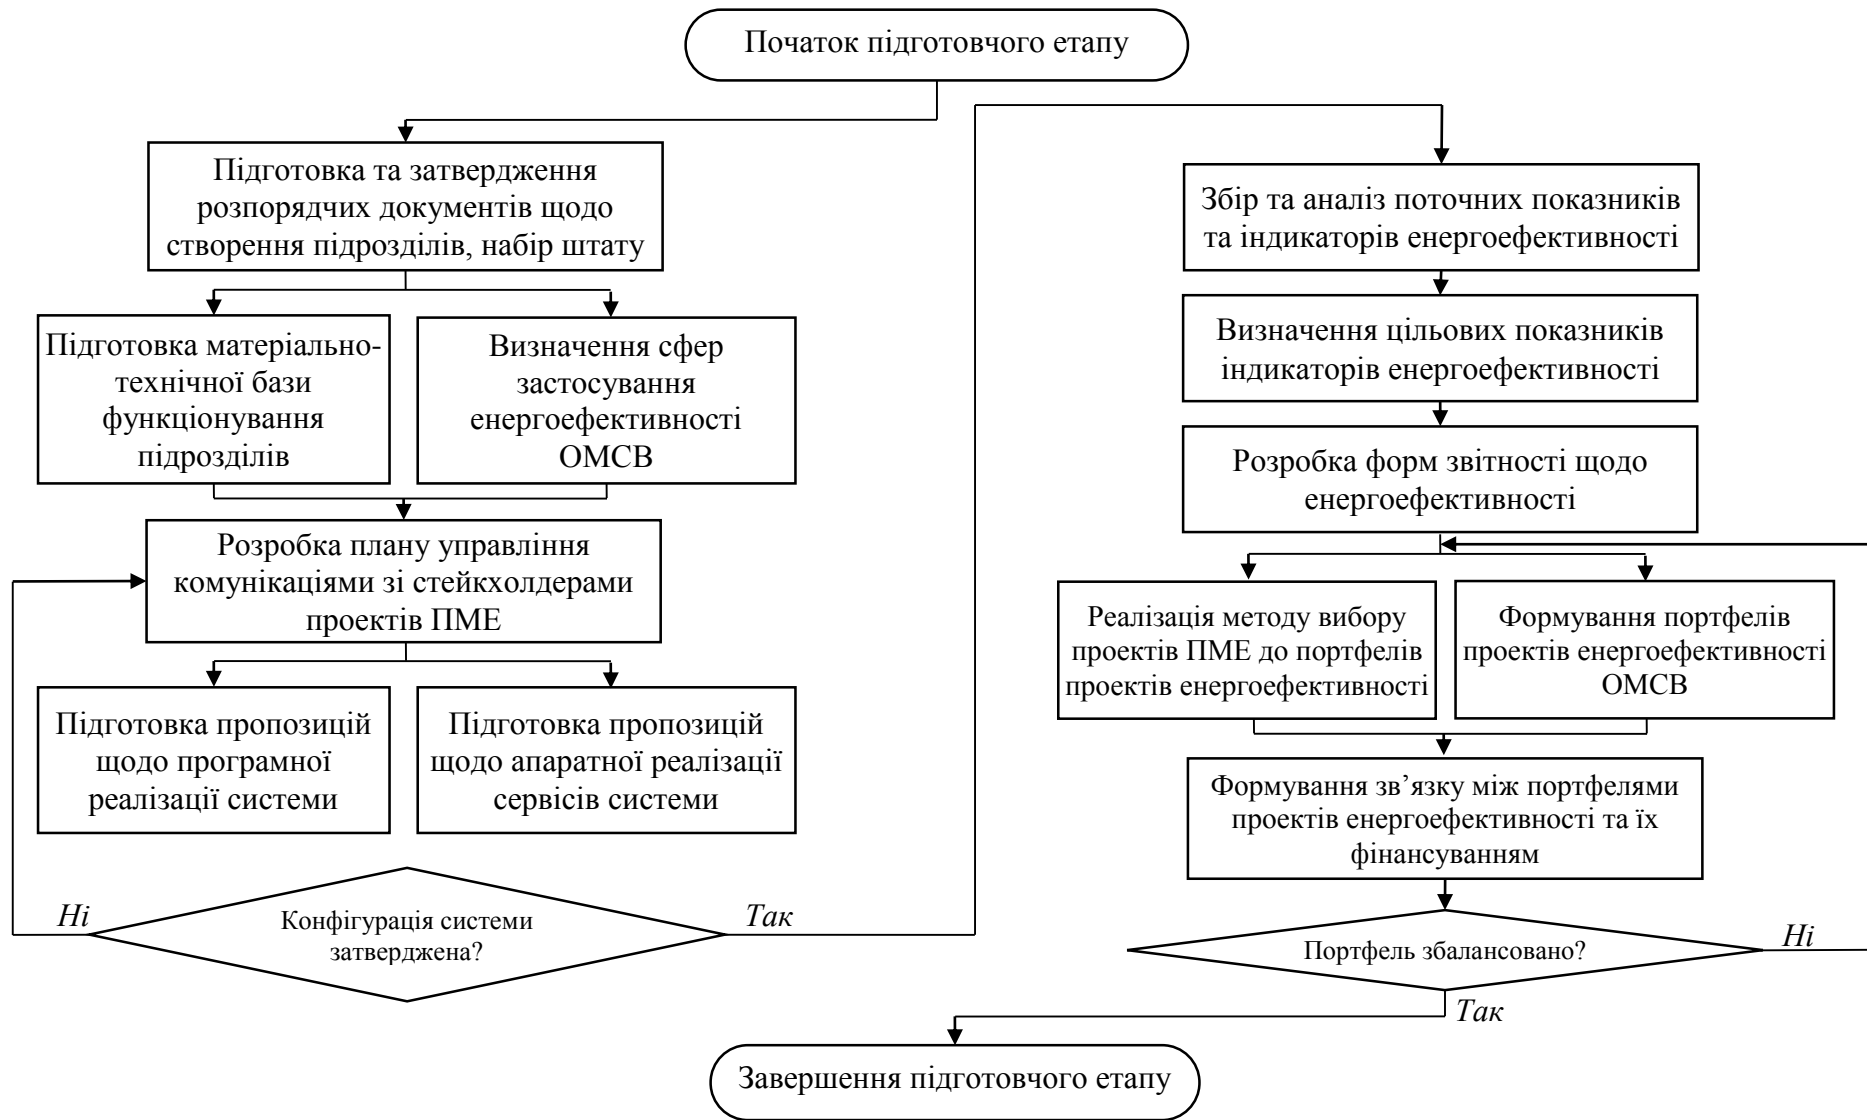 Початок підготовчого етапу
Підготовка та затвердження
розпорядчих документів щодо
створення підрозділів, набір штату
Підготовка матеріально-
технічної бази
функціонування
підрозділів
Визначення сфер
застосування
енергоефективності
ОМСВ
Розробка плану управління
комунікаціями зі стейкхолдерами
проектів ПМЕ
Підготовка пропозицій
щодо програмної
реалізації системи
Підготовка пропозицій
щодо апаратної реалізації
сервісів системи
Ні
Конфігурація системи
затверджена?
Так
Збір та аналіз поточних показників
та індикаторів енергоефективності
Визначення цільових показників
індикаторів енергоефективності
Розробка форм звітності щодо
енергоефективності
Реалізація методу вибору
проектів ПМЕ до портфелів
проектів енергоефективності
Формування портфелів
проектів енергоефективності
ОМСВ
Формування зв’язку між портфелями
проектів енергоефективності та їх
фінансуванням
Портфель збалансовано?
Ні
Так
Завершення підготовчого етапу